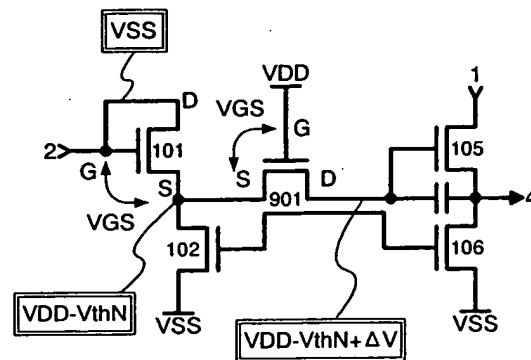 VSS
D
VDD
1
VGS
G
2
101
105
G
S
S
D
VGS
901
4
102
106
VDD-VthN
VSS
VDD-VthN+ΔV
VSS